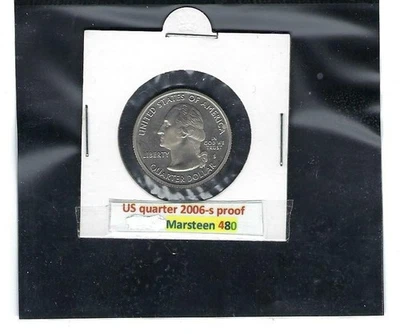 UNITED STATES OF AMERICA
LIBERTY
IN
GOD WE
TRUST
S
QUARTER DOLLAR
US quarter 2006-s proof
Marsteen 480